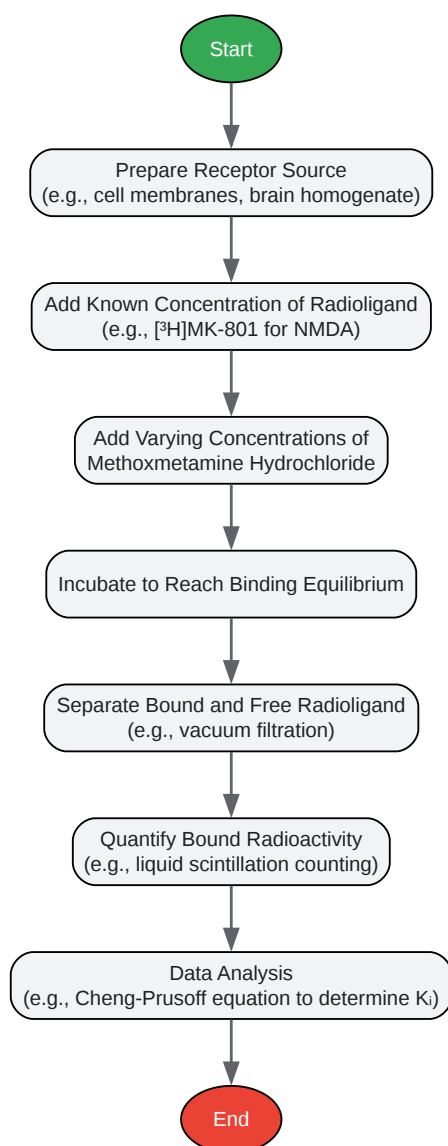 Start
Prepare Receptor Source
(e.g., cell membranes, brain homogenate)
Add Known Concentration of Radioligand
(e.g., [³H]MK-801 for NMDA)
Add Varying Concentrations of
Methoxmetamine Hydrochloride
Incubate to Reach Binding Equilibrium
Separate Bound and Free Radioligand
(e.g., vacuum filtration)
Quantify Bound Radioactivity
(e.g., liquid scintillation counting)
Data Analysis
(e.g., Cheng-Prusoff equation to determine Kᵢ)
End